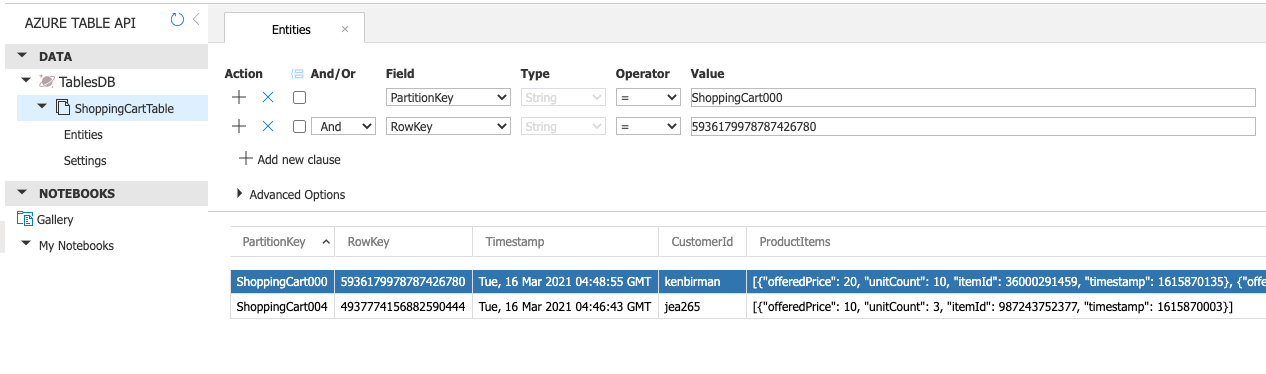 AZURE TABLE API
Entities
DATA
TablesDB
ShoppingCartTable
Entities
Settings
NOTEBOOKS
Gallery
My Notebooks
Action And/Or Field Type Operator Value
PartitionKey String = ShoppingCart000
And RowKey String = 5936179978787426780
Add new clause
Advanced Options
PartitionKey RowKey Timestamp CustomerId ProductItems
ShoppingCart000 5936179978787426780 Tue, 16 Mar 2021 04:48:55 GMT kenbirman [{"offeredPrice": 20, "unitCount": 10, "itemId": 36000291459, "timestamp": 1615870135}, {"offe
ShoppingCart004 4937774156882590444 Tue, 16 Mar 2021 04:46:43 GMT jea265 [{"offeredPrice": 10, "unitCount": 3, "itemId": 987243752377, "timestamp": 1615870003}]